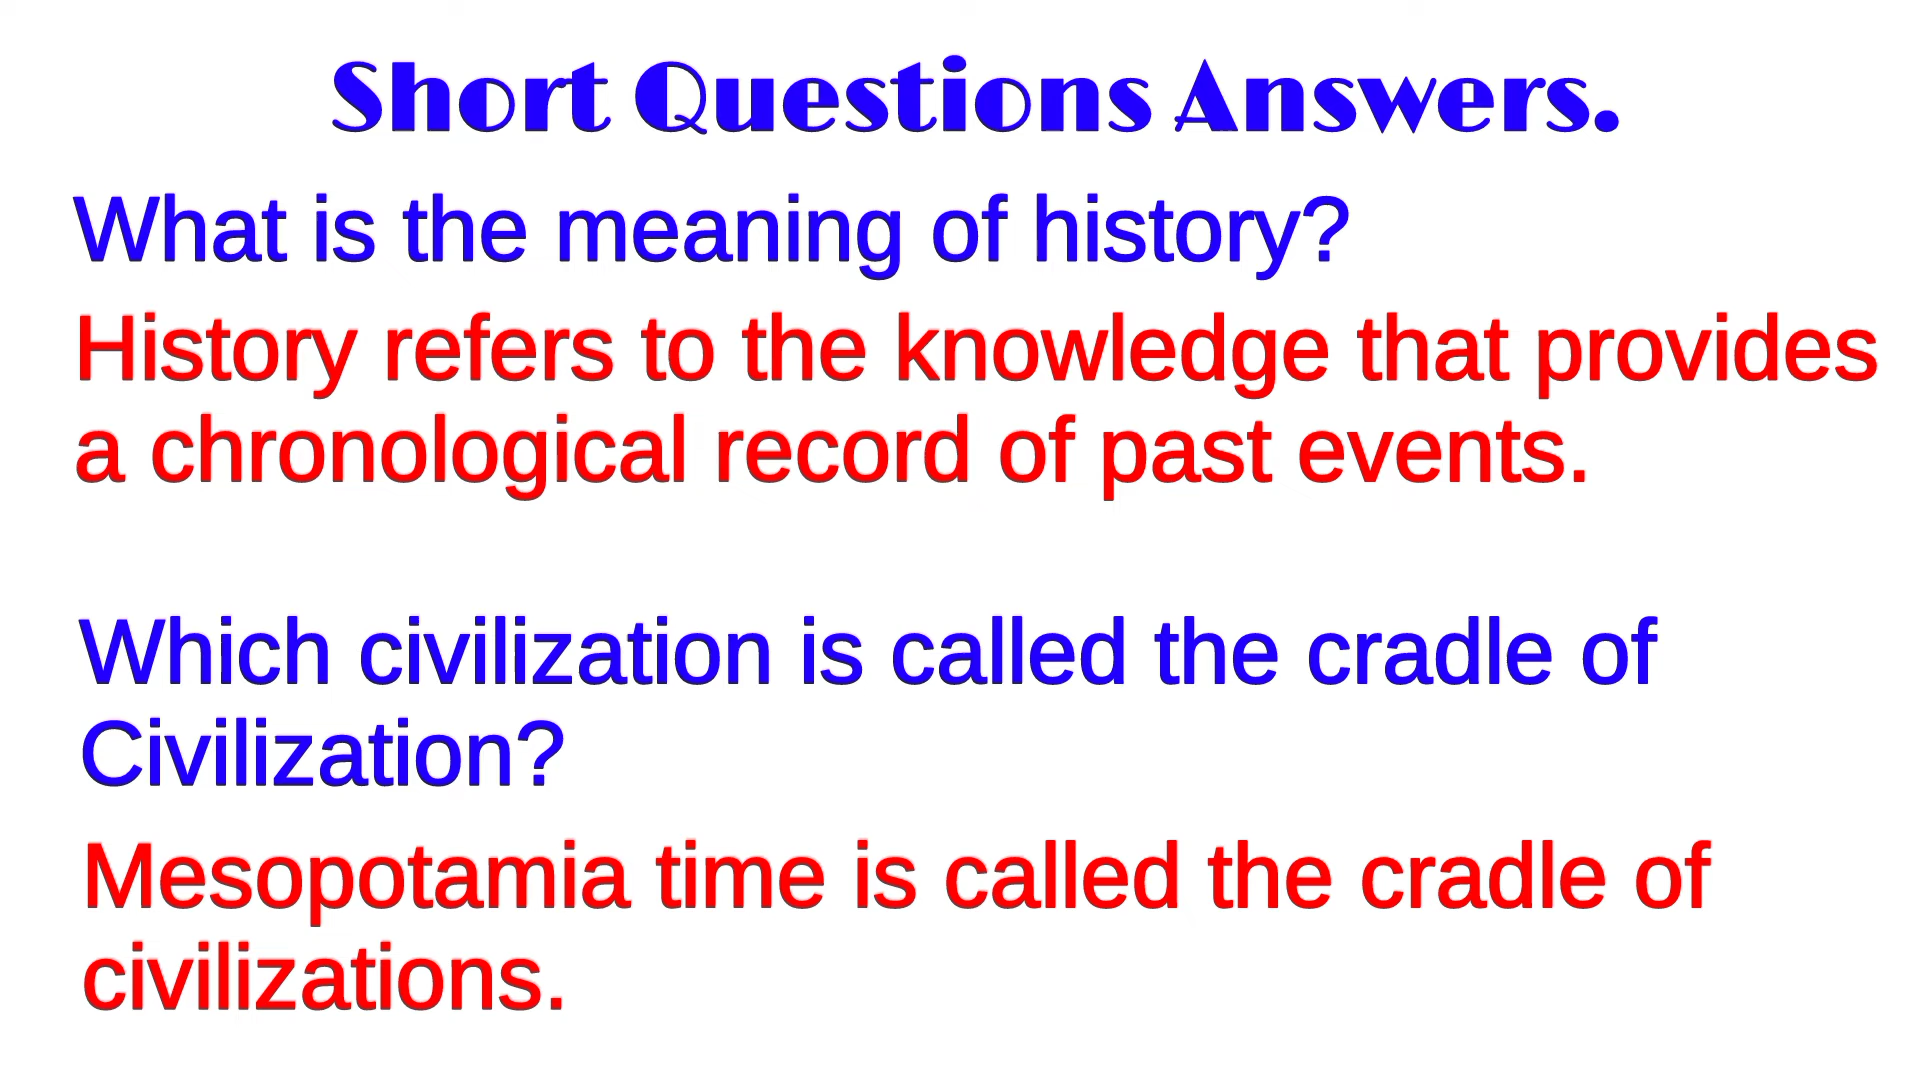 Short Questions Answers.
What is the meaning of history?
History refers to the knowledge that provides
a chronological record of past events.
Which civilization is called the cradle of
Civilization?
Mesopotamia time is called the cradle of
civilizations.